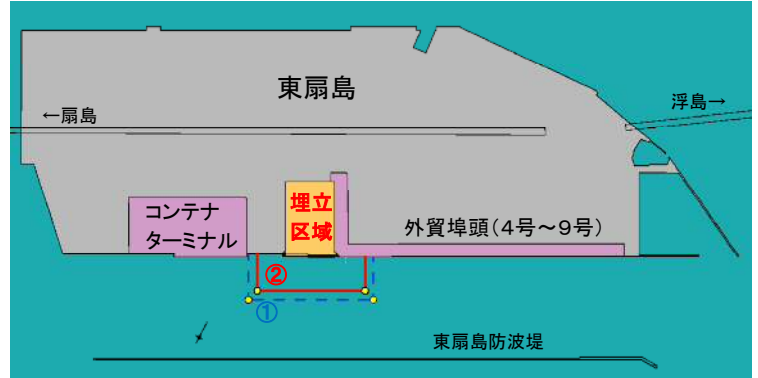 東扇島
←扇島
浮島→
コンテナ
ターミナル
埋立
区域
外貿埠頭(4号~9号)
②
①
東扇島防波堤